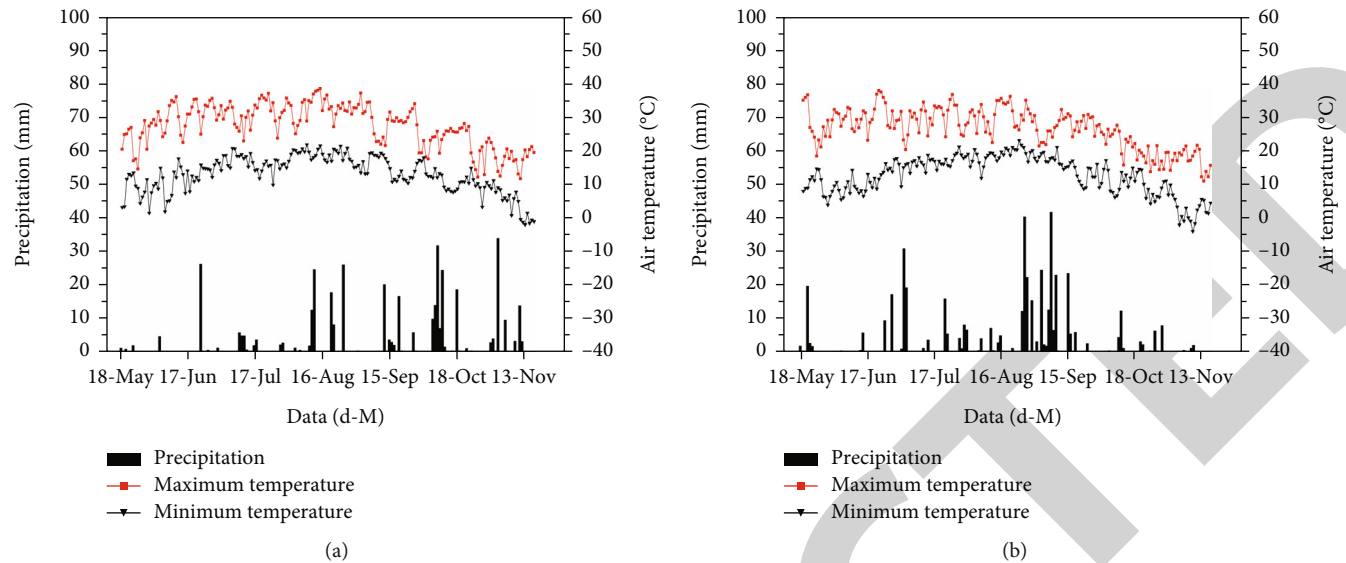 100 90 80 70 60 50 40 30 20 10 0
Precipitation (mm)
60 50 40 30 20 10 0 −10 −20 −30 −40
Air temperature (°C)
18-May 17-Jun 17-Jul 16-Aug 15-Sep 18-Oct 13-Nov
Data (d-M)
Precipitation
Maximum temperature
Minimum temperature
(a)
100 90 80 70 60 50 40 30 20 10 0
Precipitation (mm)
60 50 40 30 20 10 0 −10 −20 −30 −40
Air temperature (°C)
18-May 17-Jun 17-Jul 16-Aug 15-Sep 18-Oct 13-Nov
Data (d-M)
Precipitation
Maximum temperature
Minimum temperature
(b)
CTED